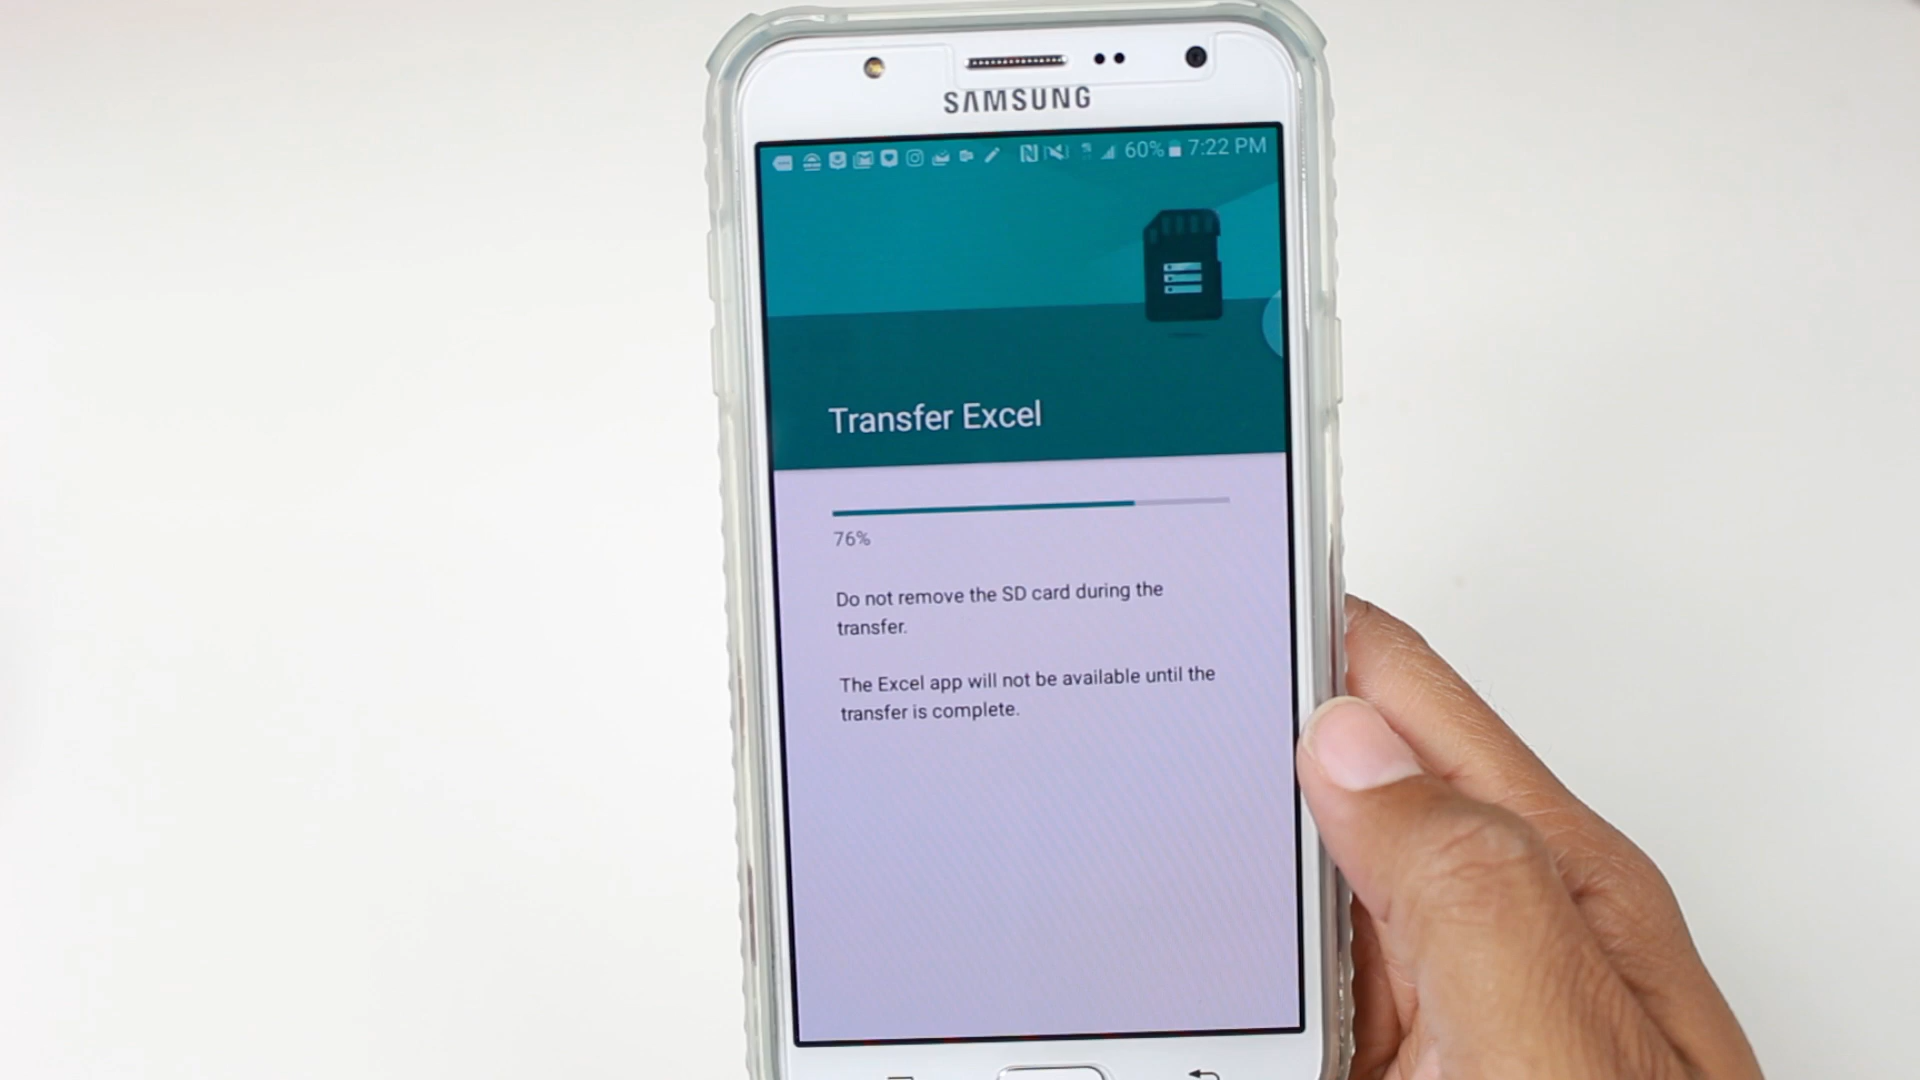 SAMSUNG
60% 7:22 PM
Transfer Excel
76%
Do not remove the SD card during the
transfer.
The Excel app will not be available until the
transfer is complete.